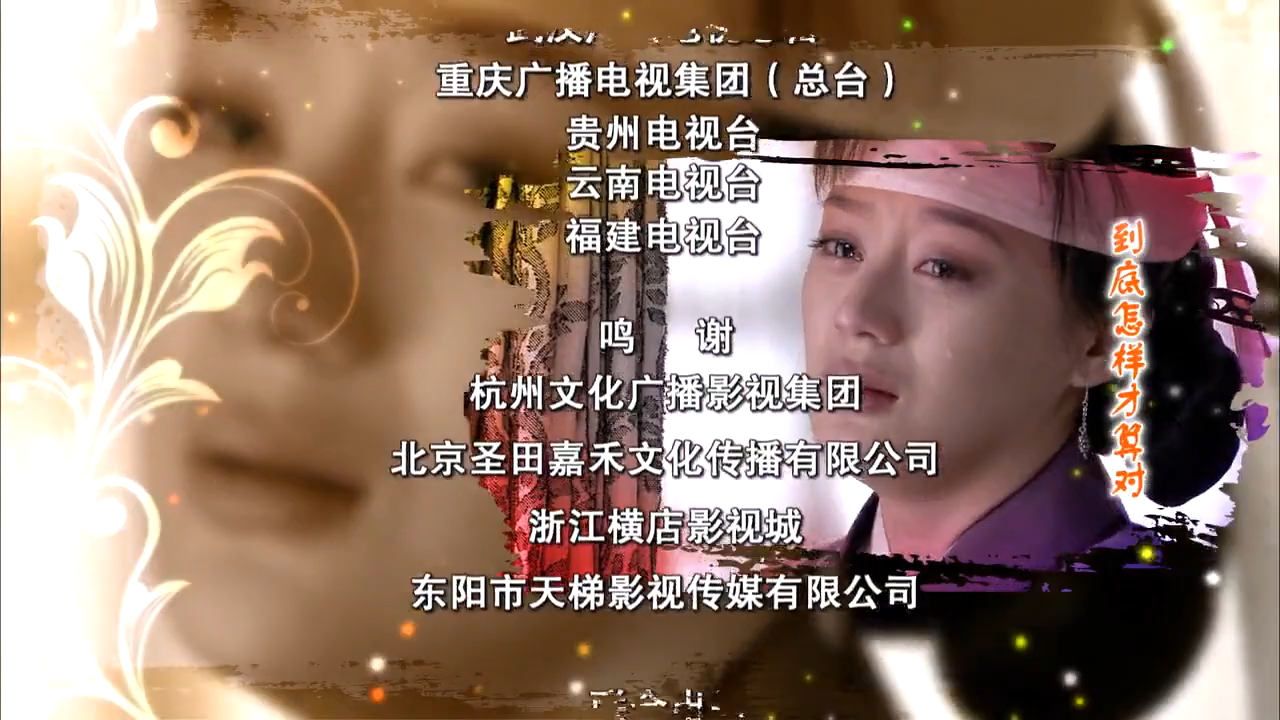 重庆广播电视集团（总台）
贵州电视台
云南电视台
福建电视台
鸣 谢
杭州文化广播影视集团
北京圣田嘉禾文化传播有限公司
浙江横店影视城
东阳市天梯影视传媒有限公司
到底怎样才算对